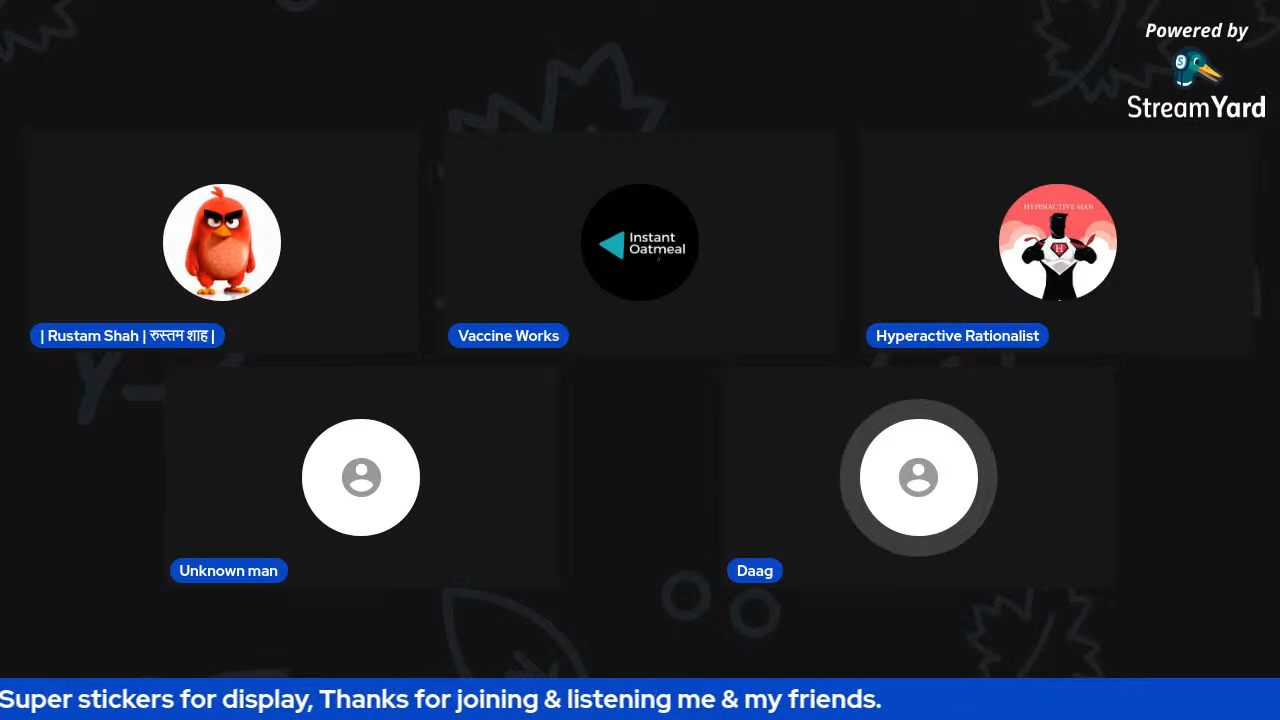 Powered by
StreamYard
Instant
Oatmeal
HYPERACTIVE MAN
H
| Rustam Shah | रुस्तम शाह |
Vaccine Works
Hyperactive Rationalist
Unknown man
Daag
Super stickers for display, Thanks for joining & listening me & my friends.